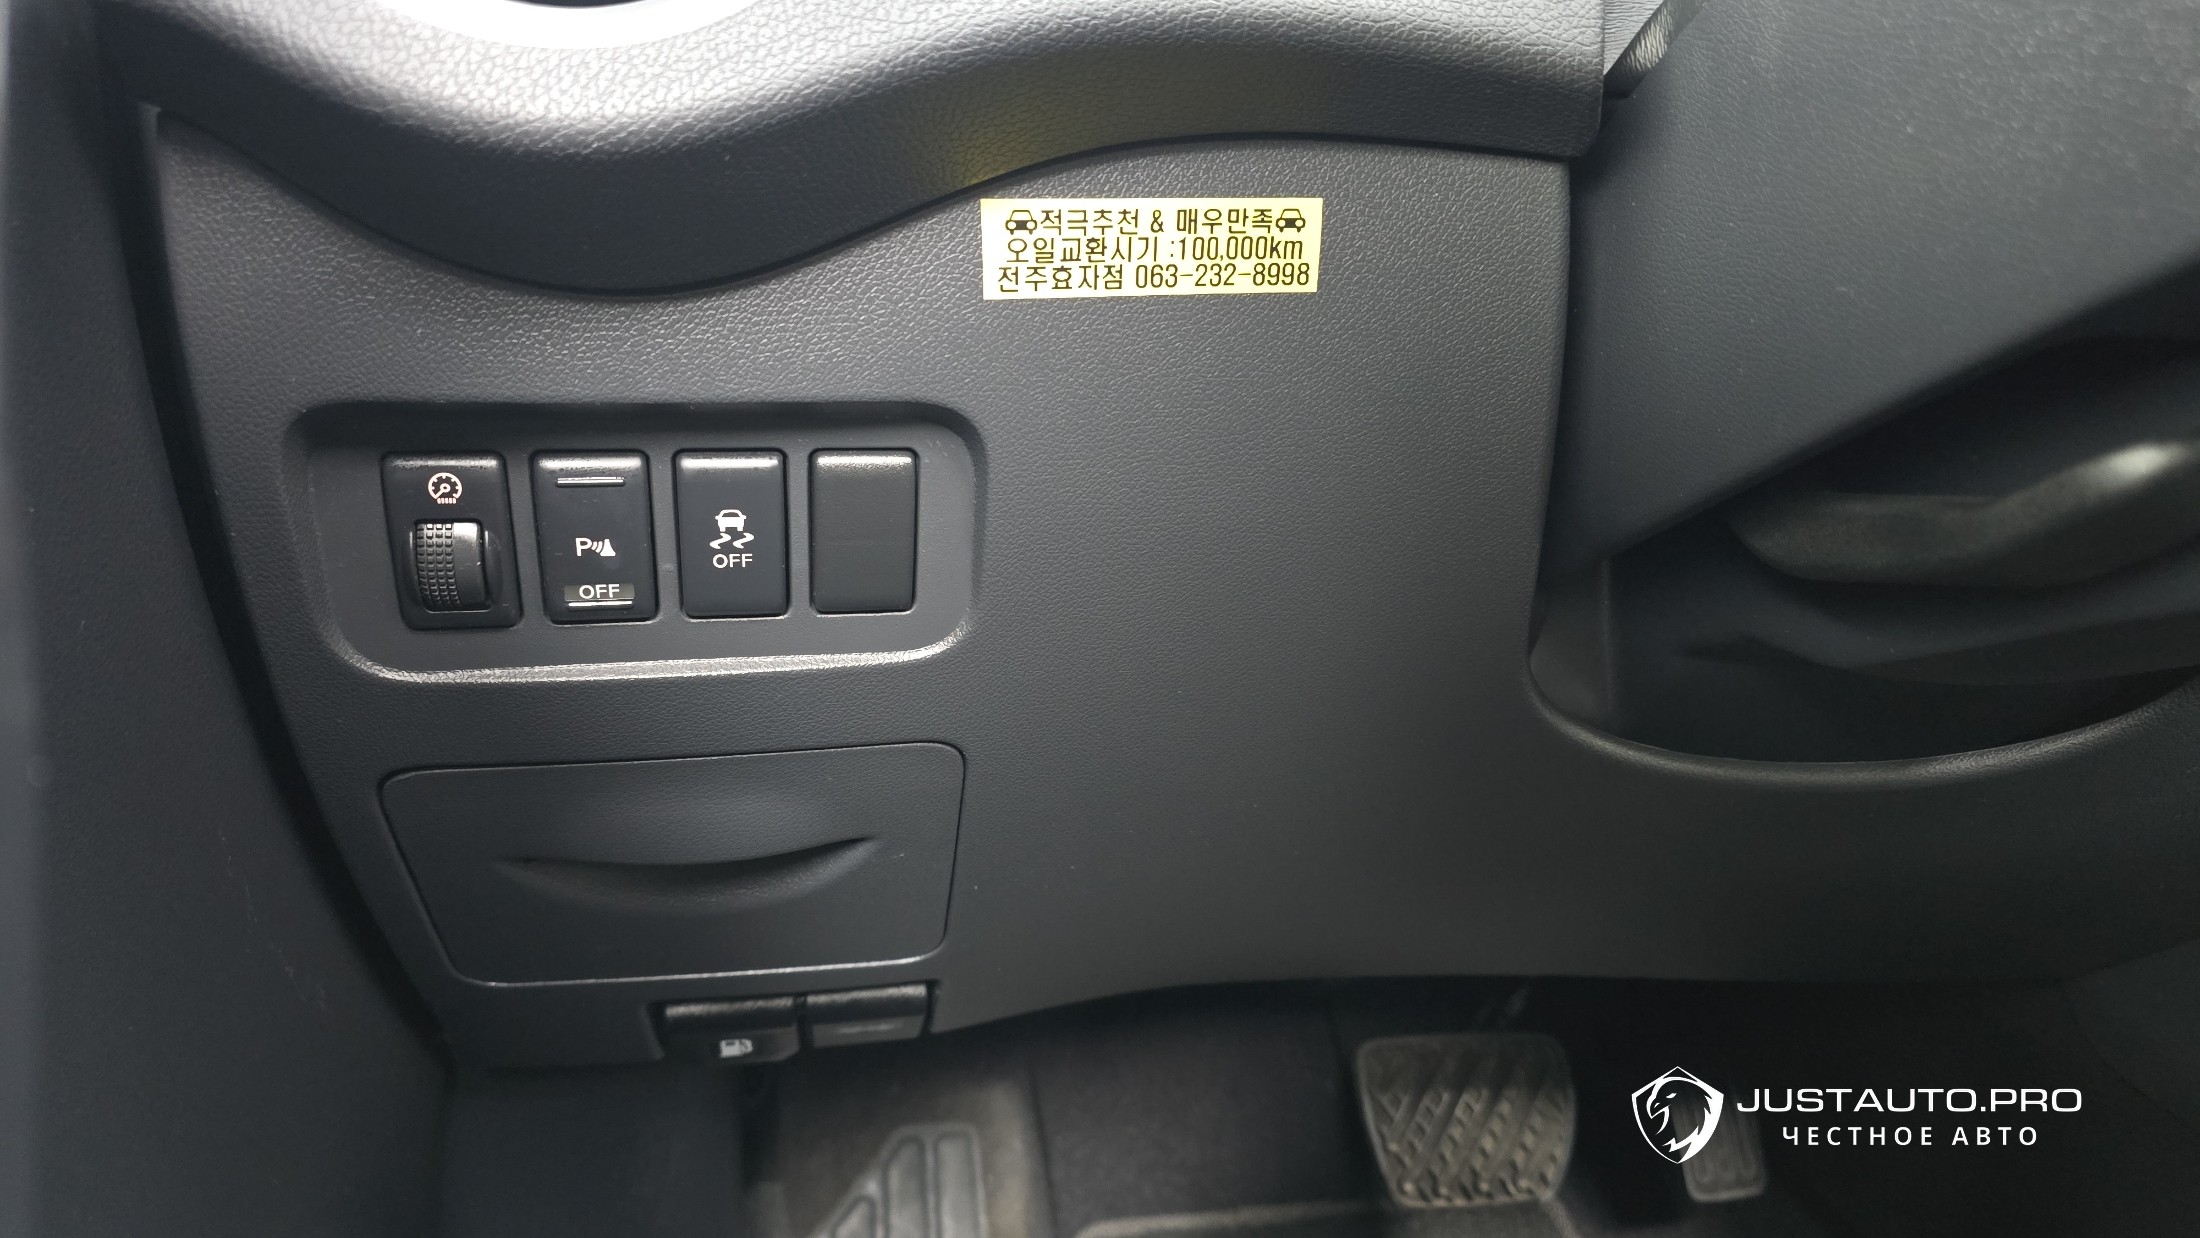 적극추천 & 매우만족
오일교환시기 :100,000km
전주효자점 063-232-8998
P
OFF
OFF
JUSTAUTO.PRO
ЧЕСТНОЕ АВТО